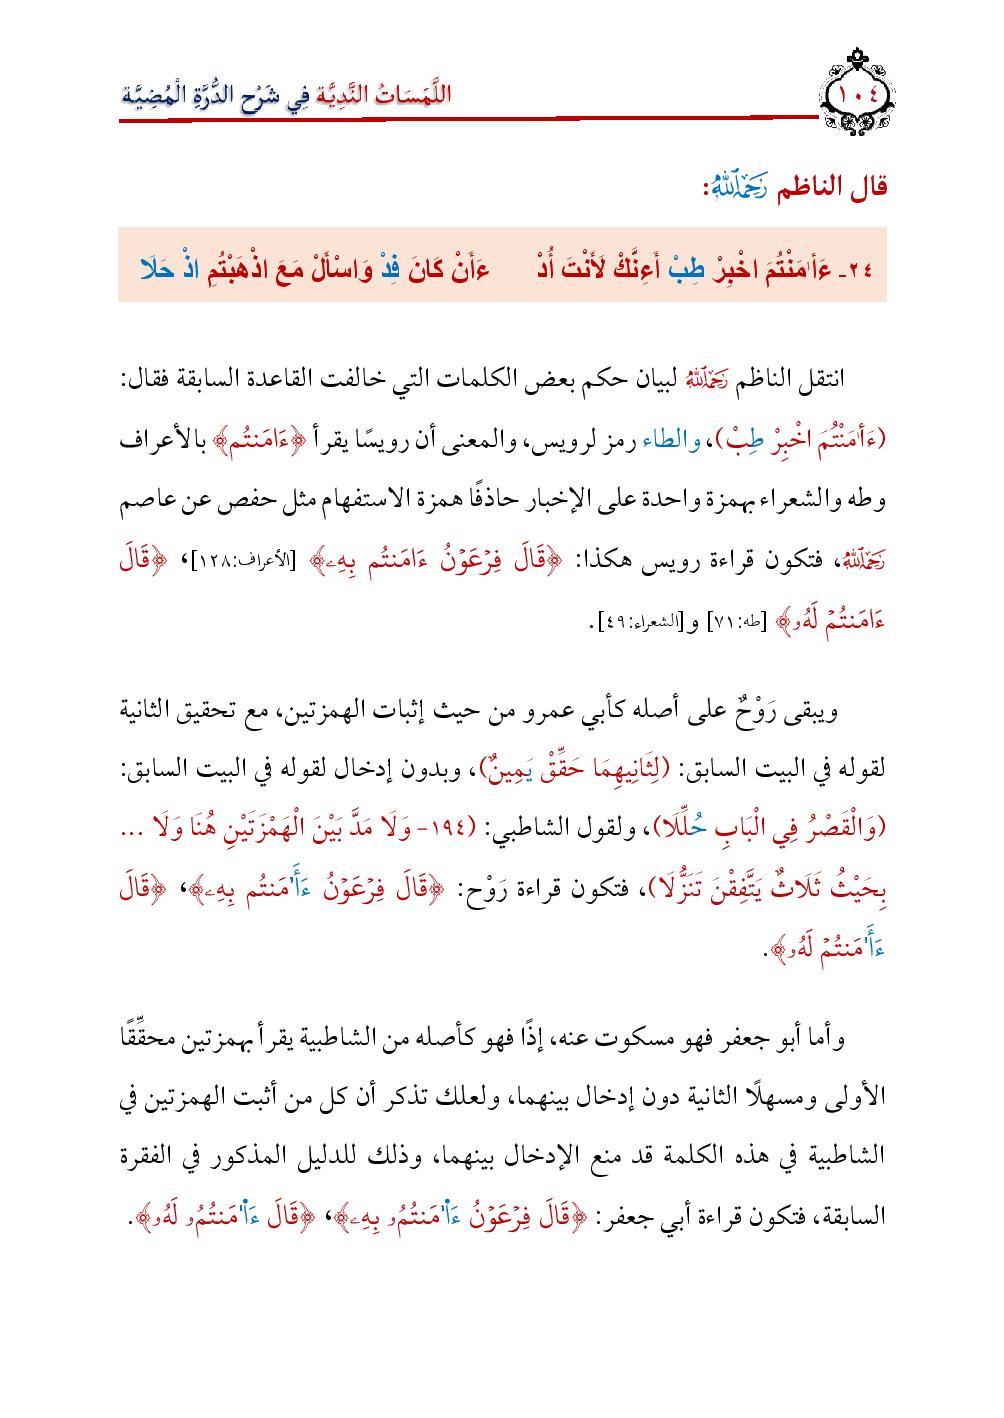 ١٠٤
اللَّمَسَاتُ النَّدِيَّة فِي شَرْحِ الدُّرَّةِ الْمُضِيَّة
قال الناظم رَحِمَهُ ٱللَّهُ:
٢٤- ءَأٰمَنْتُمَ اخْبِرْ طِبْ أَءِنَّكْ لَأَنْتَ أُدْ ءَأَنْ كَانَ فِدْ وَاسْأَلْ مَعَ اذْهَبْتُمِ اذْ حَلَا
انتقل الناظم رَحِمَهُ ٱللَّهُ لبيان حكم بعض الكلمات التي خالفت القاعدة السابقة فقال:
(ءَأٰمَنْتُمَ اخْبِرْ طِبْ)، والطاء رمز لرويس، والمعنى أن رويسًا يقرأ ﴿ءَامَنتُم﴾ بالأعراف
وطه والشعراء بهمزة واحدة على الإخبار حاذفًا همزة الاستفهام مثل حفص عن عاصم
رَحِمَهُ ٱللَّهُ، فتكون قراءة رويس هكذا: ﴿قَالَ فِرْعَوْنُ ءَامَنتُم بِهِۦ﴾ [الأعراف:١٢٨]، ﴿قَالَ
ءَامَنتُمْ لَهُۥ﴾ [طه:٧١] و[الشعراء:٤٩].
ويبقى رَوْحٌ على أصله كأبي عمرو من حيث إثبات الهمزتين، مع تحقيق الثانية
لقوله في البيت السابق: (لِثَانِيهِمَا حَقِّقْ يَمِينٌ)، وبدون إدخال لقوله في البيت السابق:
(وَالْقَصْرُ فِي الْبَابِ حُلِّلَا)، ولقول الشاطبي: (١٩٤- وَلَا مَدَّ بَيْنَ الْهَمْزَتَيْنِ هُنَا وَلَا ...
بِحَيْثُ ثَلَاثٌ يَتَّفِقْنَ تَنَزُّلَا)، فتكون قراءة رَوْح: ﴿قَالَ فِرْعَوْنُ ءَأَٰمَنتُم بِهِۦ﴾، ﴿قَالَ
ءَأَٰمَنتُمْ لَهُۥ﴾.
وأما أبو جعفر فهو مسكوت عنه، إذًا فهو كأصله من الشاطبية يقرأ بهمزتين محقِّقًا
الأولى ومسهلًا الثانية دون إدخال بينهما، ولعلك تذكر أن كل من أثبت الهمزتين في
الشاطبية في هذه الكلمة قد منع الإدخال بينهما، وذلك للدليل المذكور في الفقرة
السابقة، فتكون قراءة أبي جعفر: ﴿قَالَ فِرْعَوْنُ ءَاٰ۬مَنتُمُۥ بِهِۦ﴾، ﴿قَالَ ءَاٰ۬مَنتُمُۥ لَهُۥ﴾.